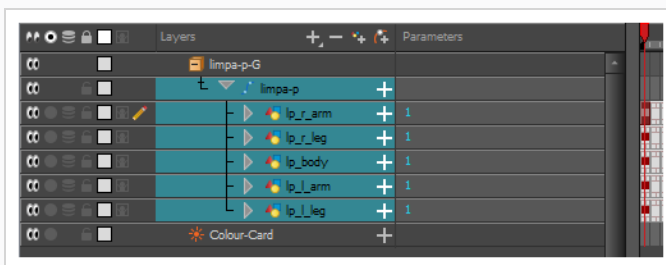 Layers Parameters
limpa-p-G
limpa-p
lp_r_arm 1
lp_r_leg 1
lp_body 1
lp_l_arm 1
lp_l_leg 1
Colour-Card